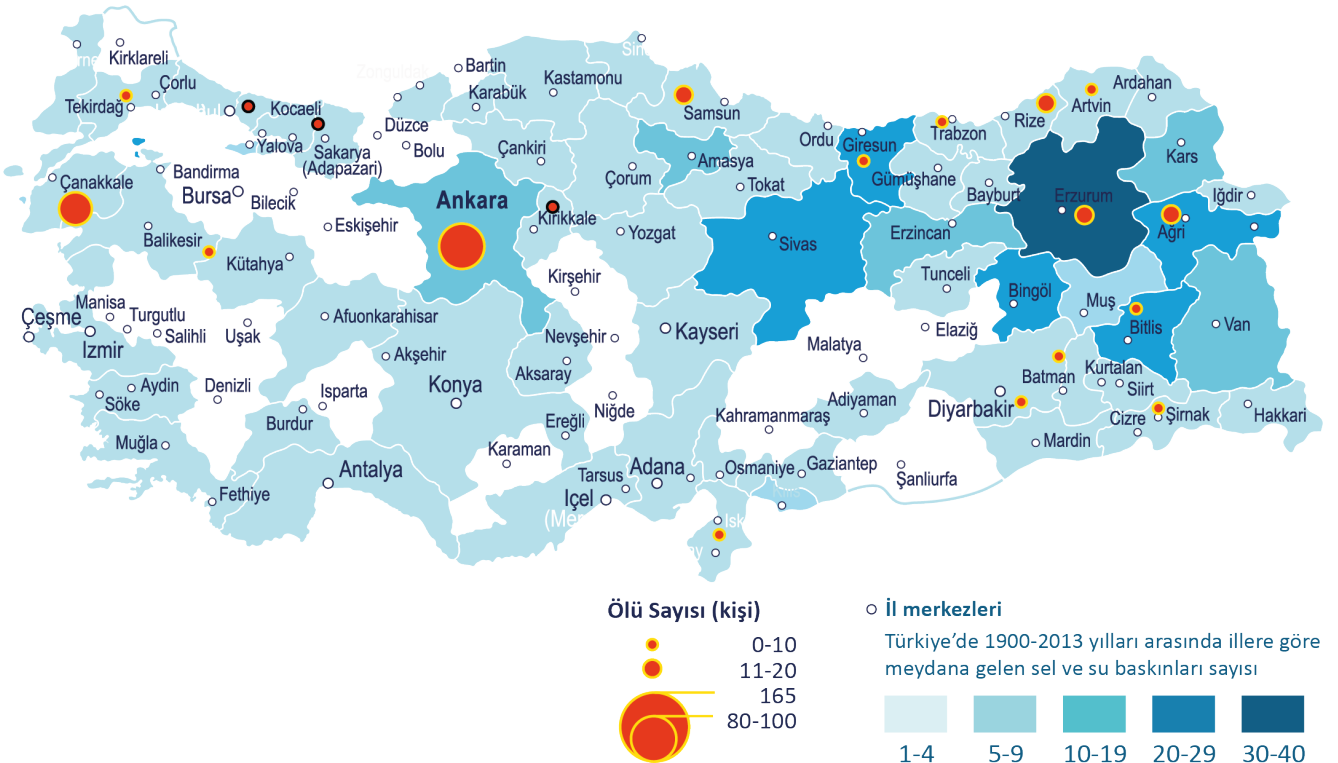 Kirklareli
Çorlu
Tekirdağ
Kocaeli
Yalova
Sakarya
(Adapazari)
Düzce
Bolu
Bartin
Karabük
Kastamonu
Çankiri
Samsun
Amasya
Çorum
Tokat
Ordu
Giresun
Gümüşhane
Trabzon
Rize
Artvin
Ardahan
Kars
Bayburt
Erzurum
Iğdir
Ağri
Çanakkale
Bandirma
Bursa
Bilecik
Eskişehir
Ankara
Kirikkale
Yozgat
Sivas
Erzincan
Balikesir
Kütahya
Kirşehir
Tunceli
Bingöl
Muş
Bitlis
Van
Manisa
Turgutlu
Salihli
Çeşme
Izmir
Uşak
Afuonkarahisar
Akşehir
Nevşehir
Kayseri
Malatya
Elaziğ
Aksaray
Konya
Aydin
Söke
Denizli
Isparta
Burdur
Niğde
Ereğli
Kahramanmaraş
Adiyaman
Diyarbakir
Batman
Kurtalan
Siirt
Cizre
Şirnak
Hakkari
Mardin
Muğla
Fethiye
Antalya
Karaman
Tarsus
Adana
Içel
(Mer
Osmaniye
Gaziantep
Şanliurfa
Isk
Ölü Sayısı (kişi)
0-10
11-20
165
80-100
İl merkezleri
Türkiye’de 1900-2013 yılları arasında illere göre
meydana gelen sel ve su baskınları sayısı
1-4
5-9
10-19
20-29
30-40